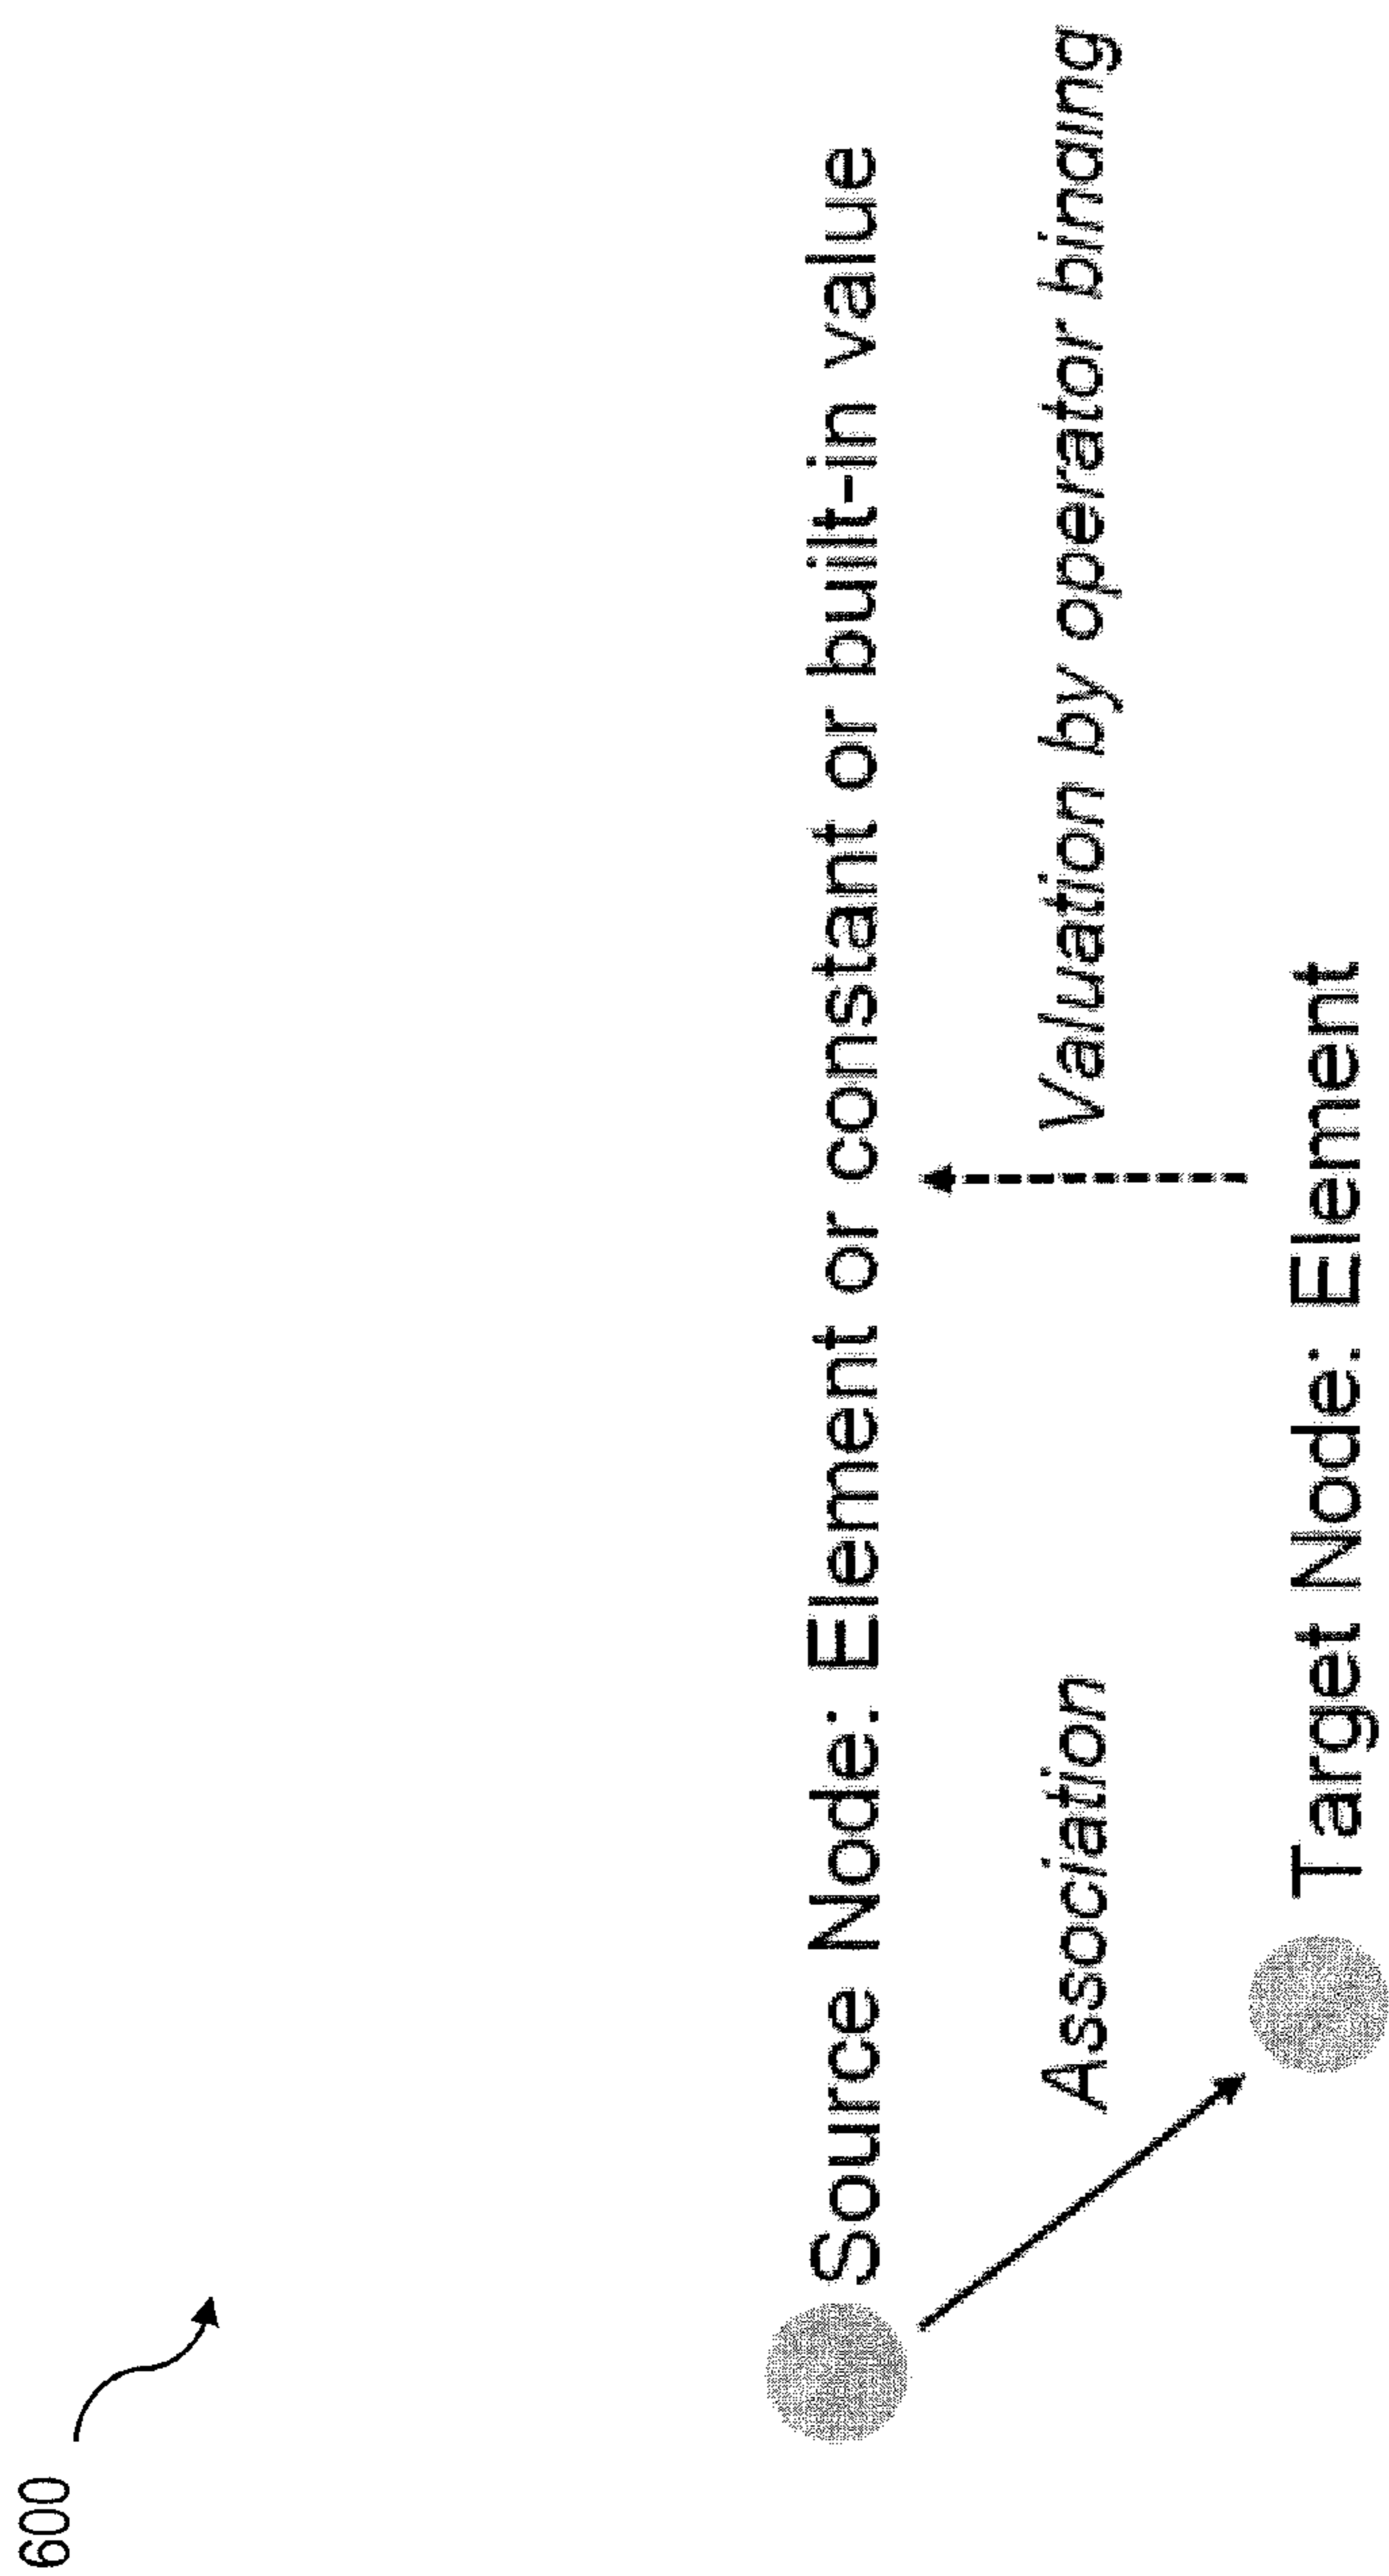 600
Source Node: Element or constant or built-in value
Association
Valuation by operator binding
Target Node: Element